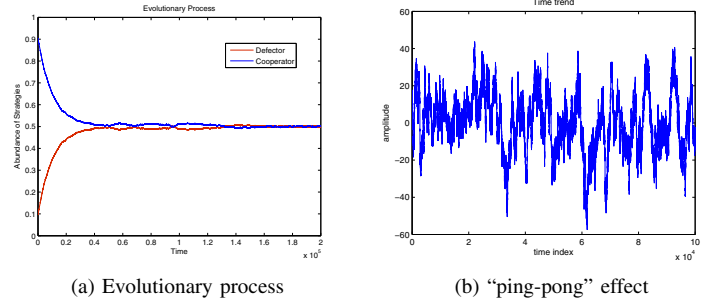 Evolutionary Process
Abundance of Strategies
1
0.9
0.8
0.7
0.6
0.5
0.4
0.3
0.2
0.1
0
Defector
Cooperator
0 0.2 0.4 0.6 0.8 1 1.2 1.4 1.6 1.8 2
Time
x 10^5
(a) Evolutionary process
Time trend
amplitude
60
40
20
0
−20
−40
−60
0 2 4 6 8 10
time index
x 10^4
(b) “ping-pong” effect